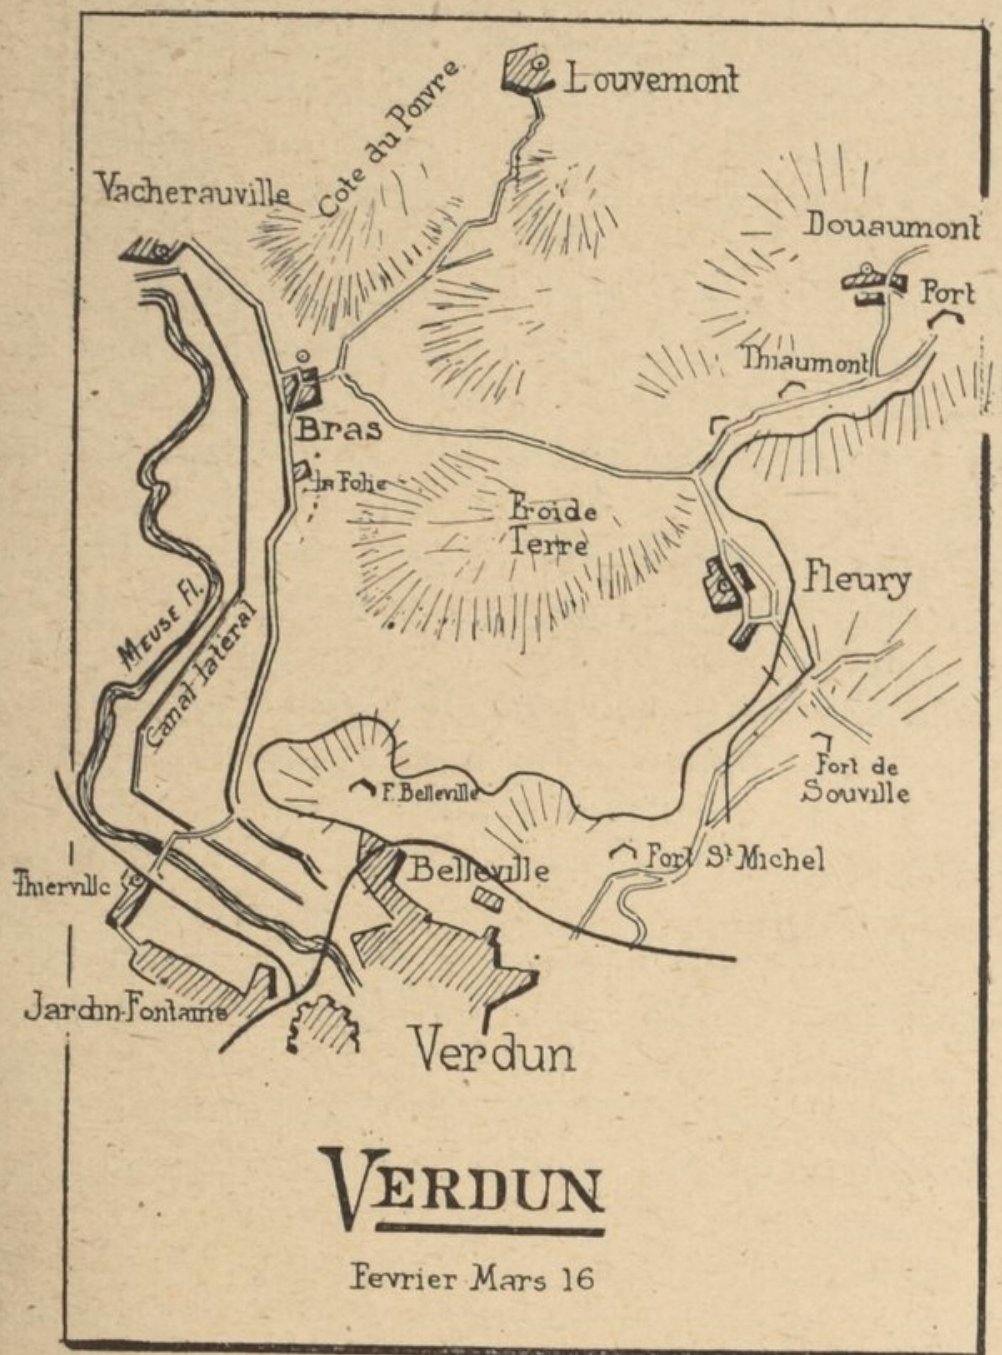 Louvemont
Cote du Poivre
Vacherauville
Douaumont
Fort
Thiaumont
Bras
la Folie
Froide
Terre
Fleury
MEUSE Fl.
Canal latéral
Fort de
Souville
F. Belleville
Fort St Michel
Belleville
Thierville
Jardin-Fontaine
Verdun
VERDUN
Fevrier Mars 16